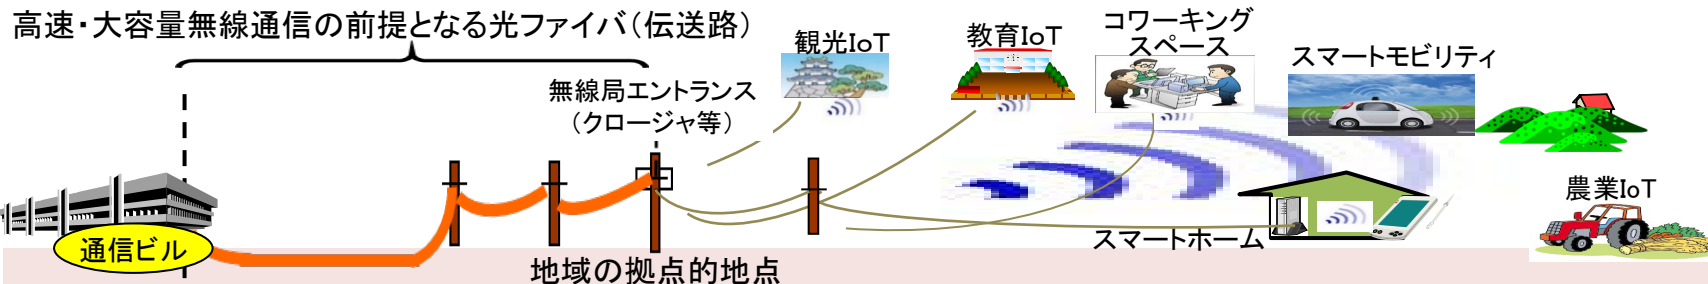 高速・大容量無線通信の前提となる光ファイバ（伝送路）
無線局エントランス
（クロージャ等）
観光IoT
教育IoT
コワーキング
スペース
スマートモビリティ
農業IoT
スマートホーム
通信ビル
地域の拠点的地点